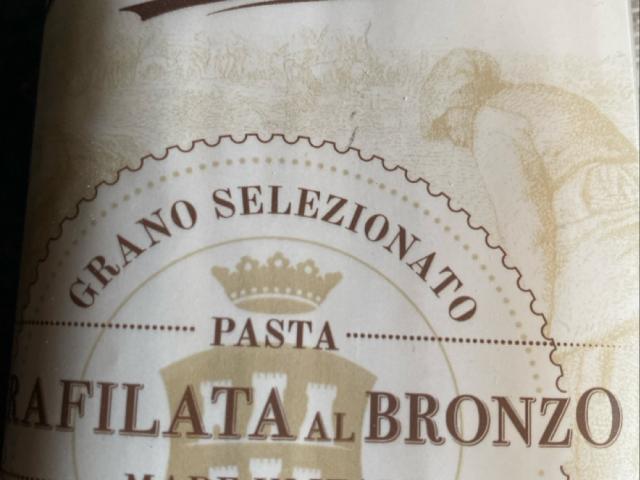 GRANO SELEZIONATO
PASTA
RAFILATA AL BRONZO